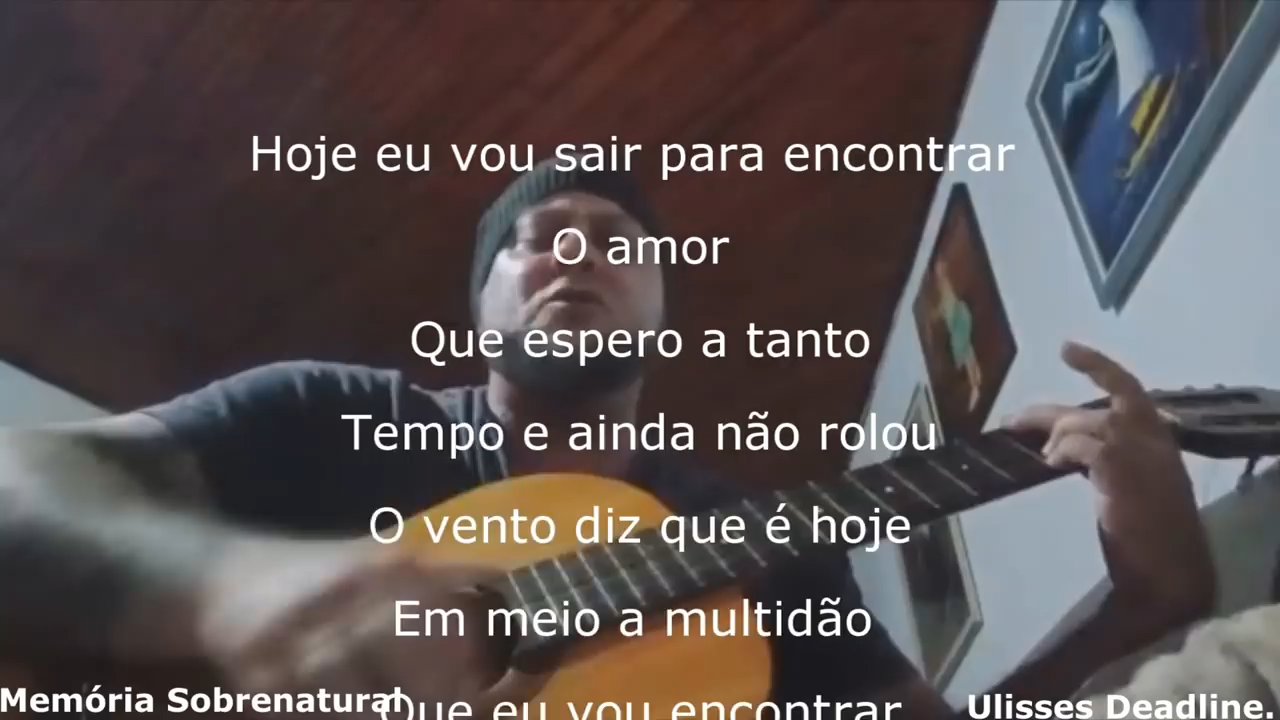 Hoje eu vou sair para encontrar
O amor
Que espero a tanto
Tempo e ainda não rolou
O vento diz que é hoje
Em meio a multidão
Que eu vou encontrar
Memória Sobrenatural
Ulisses Deadline.